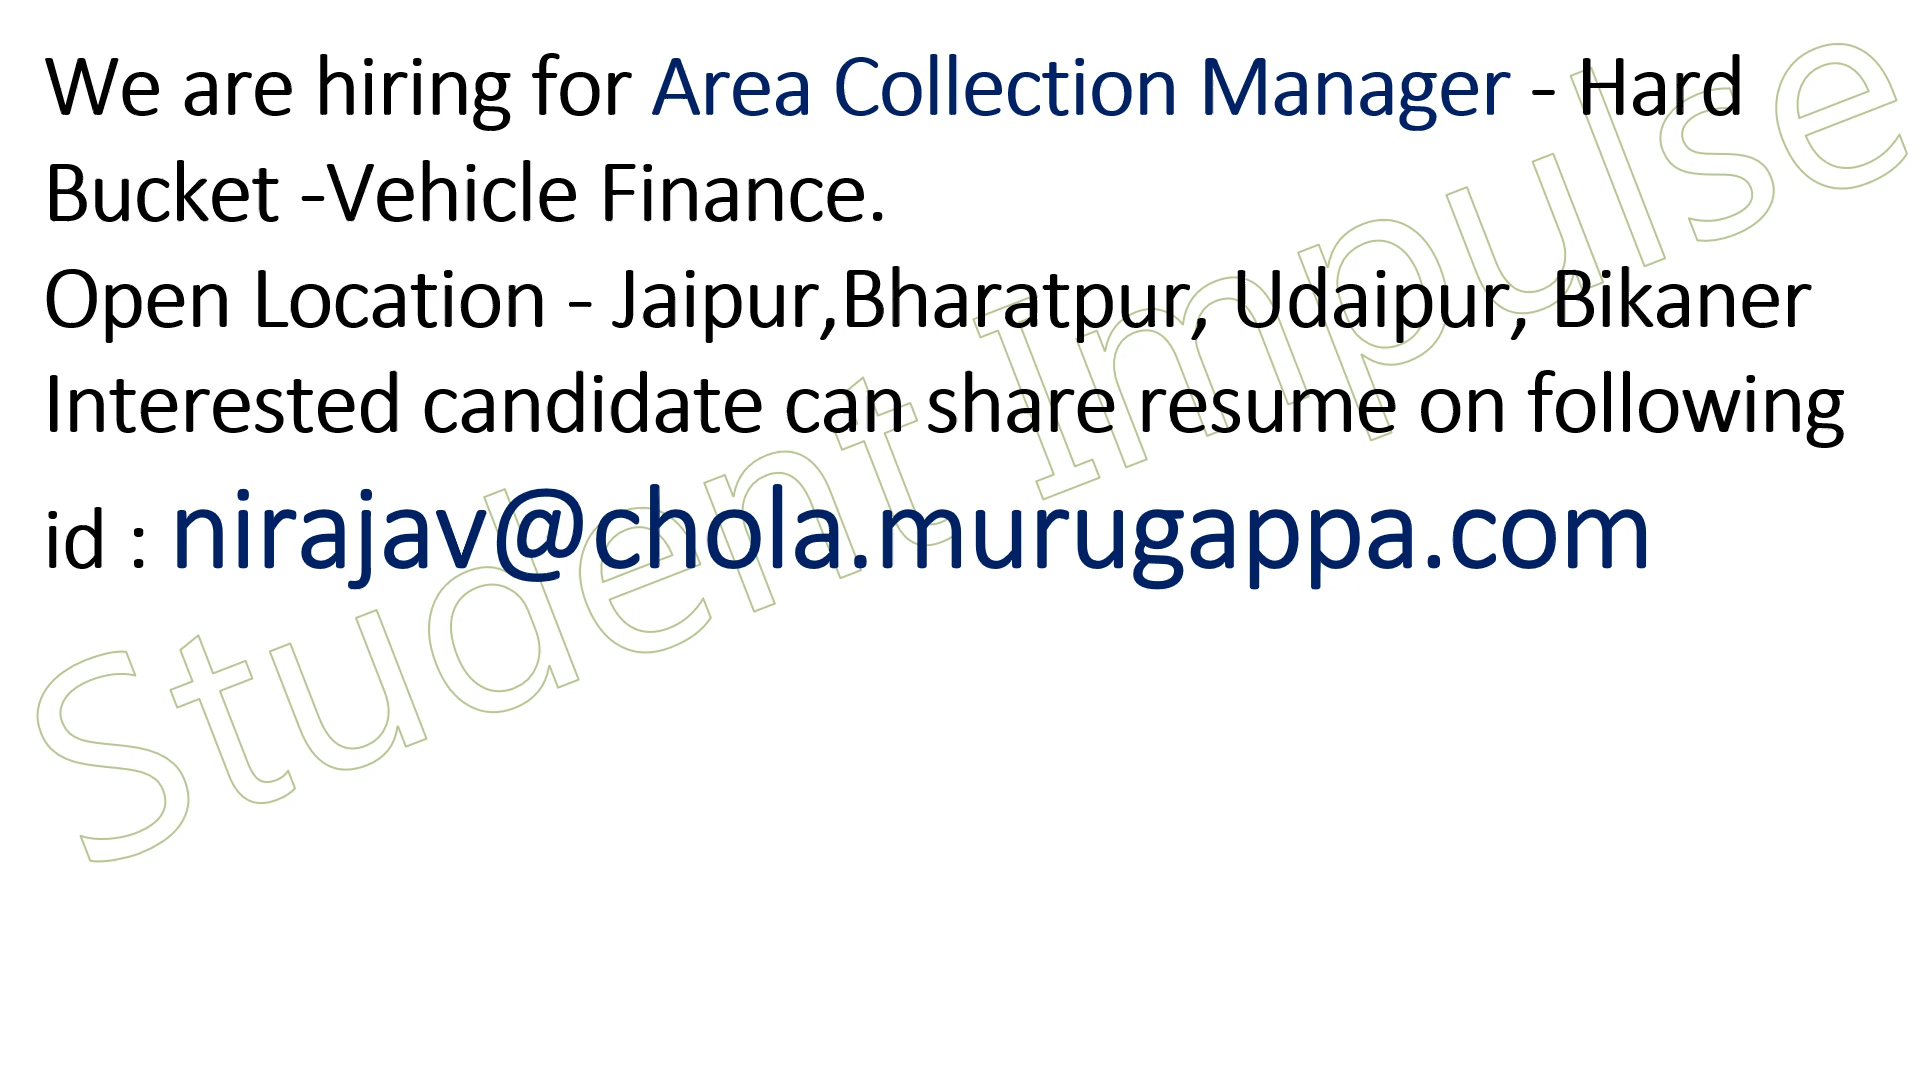 We are hiring for Area Collection Manager - Hard
Bucket -Vehicle Finance.
Open Location - Jaipur,Bharatpur, Udaipur, Bikaner
Interested candidate can share resume on following
id : nirajav@chola.murugappa.com
Student Impulse